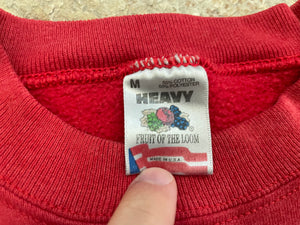 M
50% COTTON
50% POLYESTER
HEAVY
FRUIT OF THE LOOM
MADE IN U.S.A.